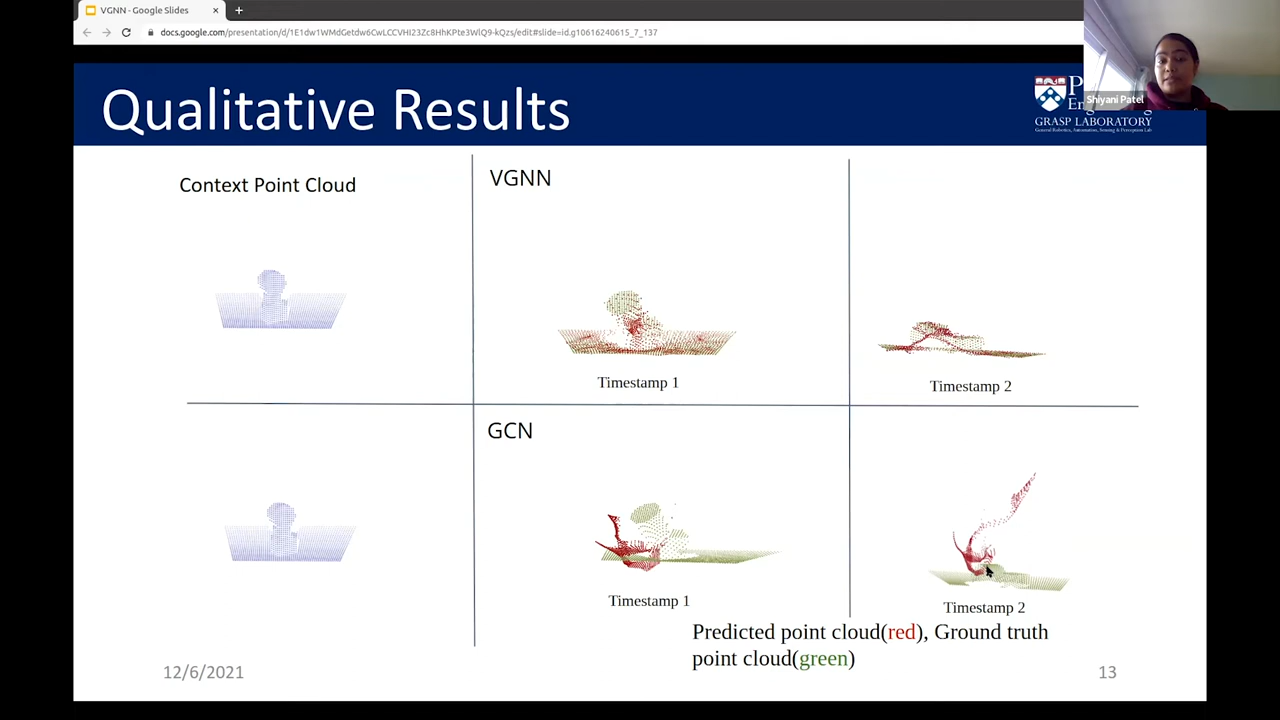 VGNN - Google Slides
docs.google.com/presentation/d/1E1dw1WMdGetdw6CwLCCVHI23Zc8HhKPte3WlQ9-kQzs/edit#slide=id.g10616240615_7_137
Qualitative Results
Shiyani Patel
GRASP LABORATORY
General Robotics, Automation, Sensing & Perception Lab
Context Point Cloud
VGNN
Timestamp 1
Timestamp 2
GCN
Timestamp 1
Timestamp 2
Predicted point cloud(red), Ground truth
point cloud(green)
12/6/2021
13